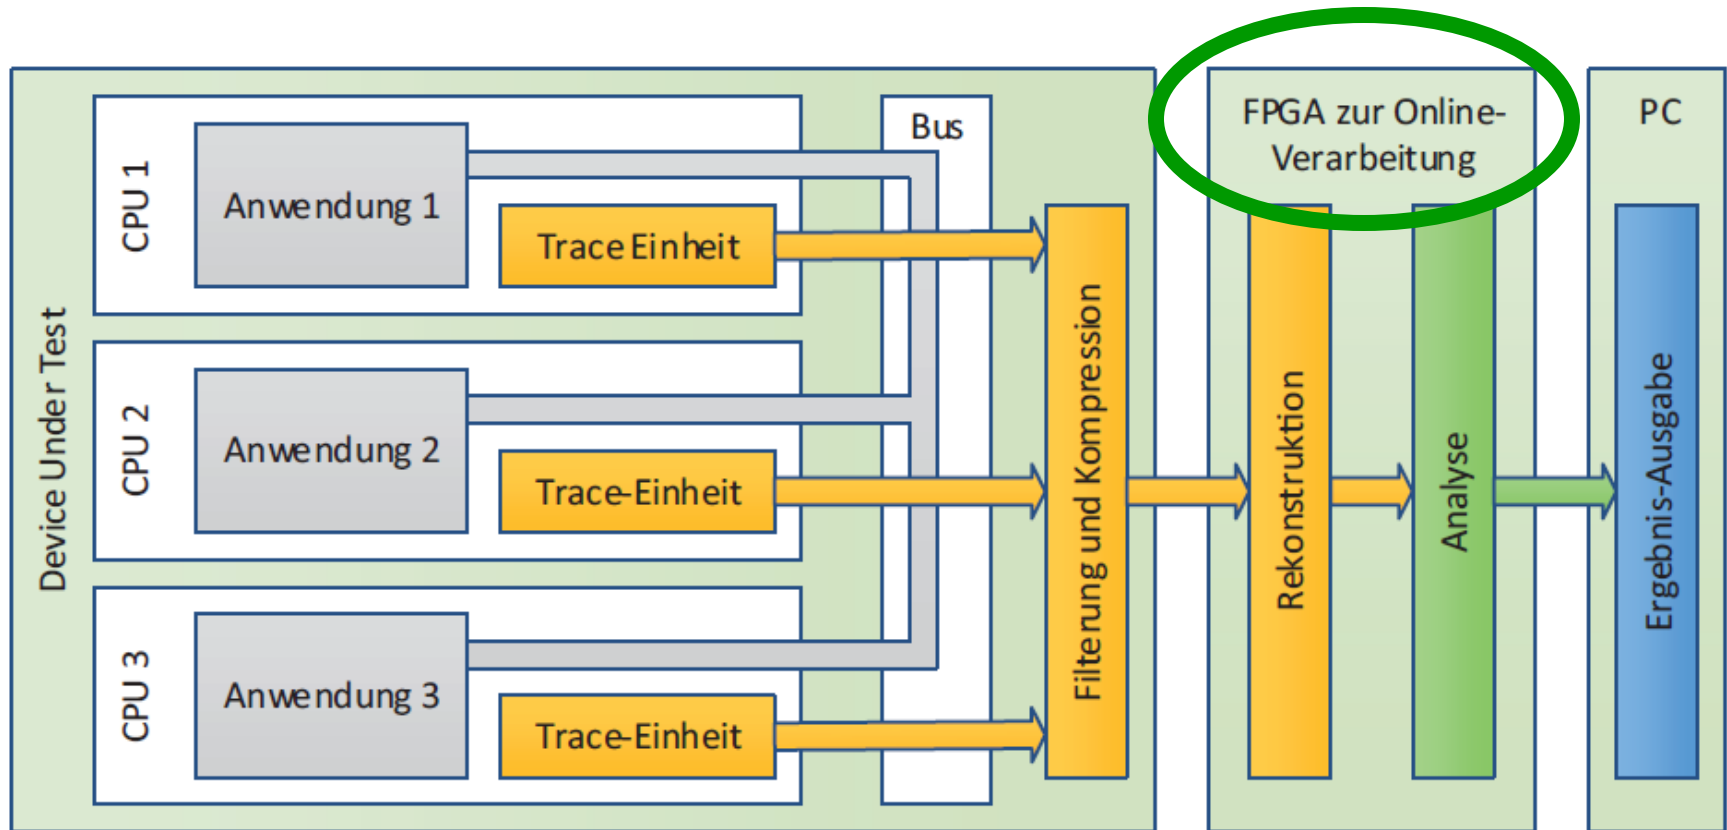 Device Under Test
CPU 1
Anwendung 1
Trace Einheit
CPU 2
Anwendung 2
Trace-Einheit
CPU 3
Anwendung 3
Trace-Einheit
Bus
Filterung und Kompression
FPGA zur Online-
Verarbeitung
Rekonstruktion
Analyse
PC
Ergebnis-Ausgabe